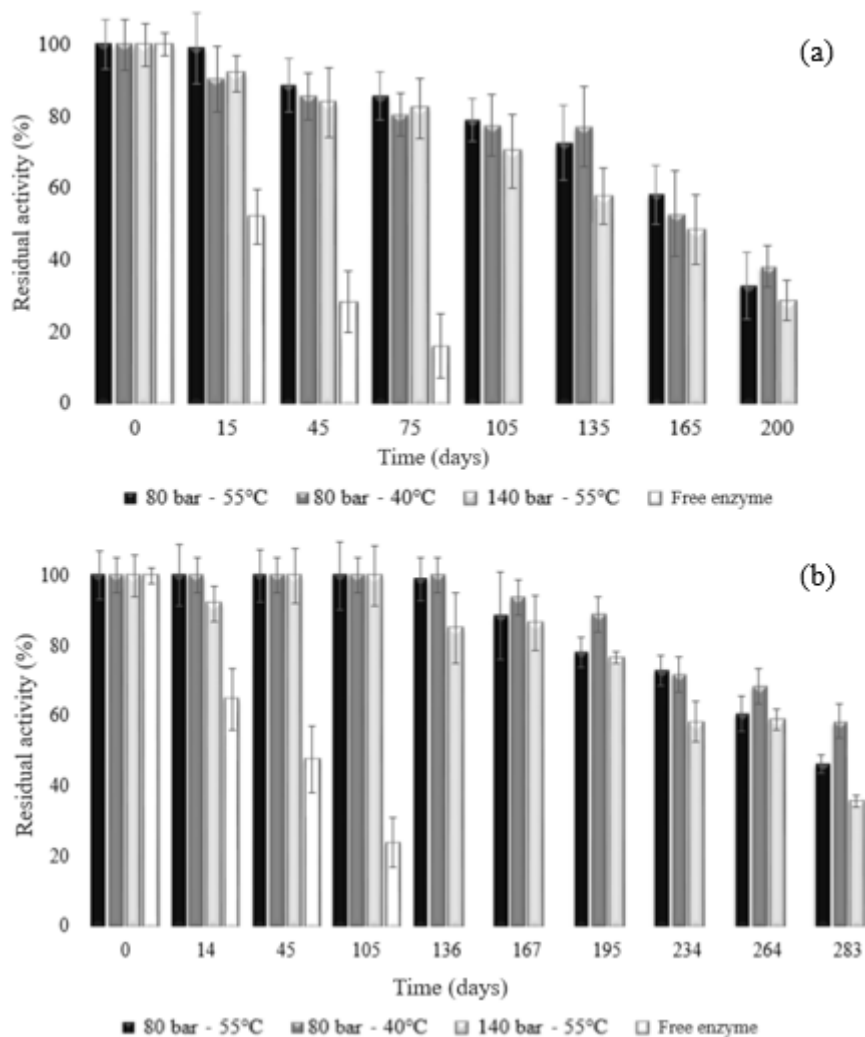 (a)
Residual activity (%)
100
80
60
40
20
0
0 15 45 75 105 135 165 200
Time (days)
80 bar - 55°C 80 bar - 40°C 140 bar - 55°C Free enzyme
(b)
Residual activity (%)
100
80
60
40
20
0
0 14 45 105 136 167 195 234 264 283
Time (days)
80 bar - 55°C 80 bar - 40°C 140 bar - 55°C Free enzyme